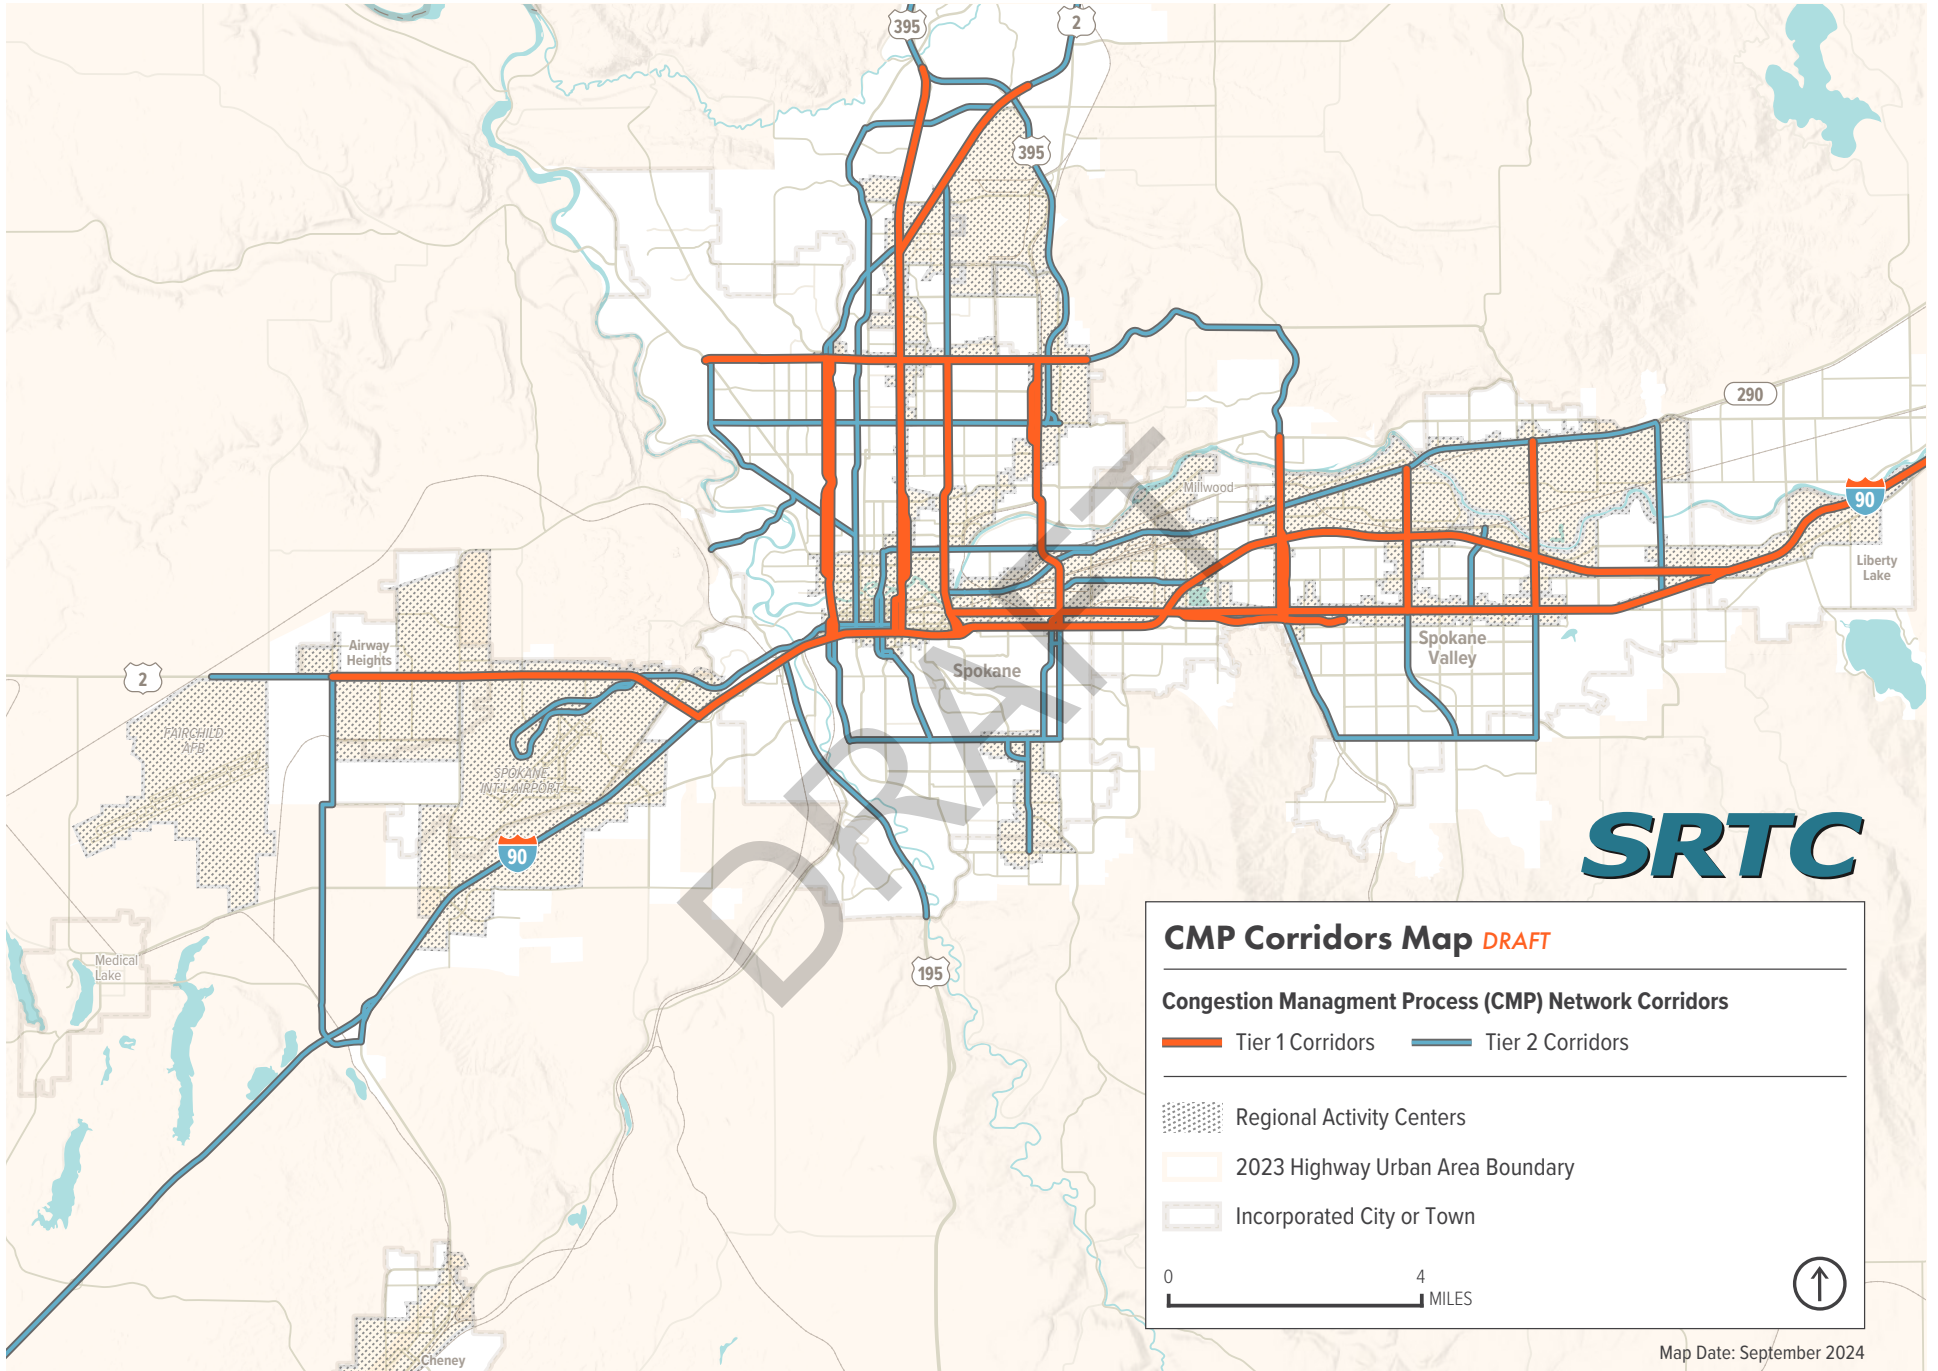 395
2
395
290
Millwood
90
Liberty
Lake
Airway
Heights
2
Spokane
Spokane
Valley
FAIRCHILD
AFB
SPOKANE
INT'L AIRPORT
90
DRAFT
SRTC
Medical
Lake
195
CMP Corridors Map DRAFT
Congestion Managment Process (CMP) Network Corridors
Tier 1 Corridors
Tier 2 Corridors
Regional Activity Centers
2023 Highway Urban Area Boundary
Incorporated City or Town
0 4
MILES
Cheney
Map Date: September 2024